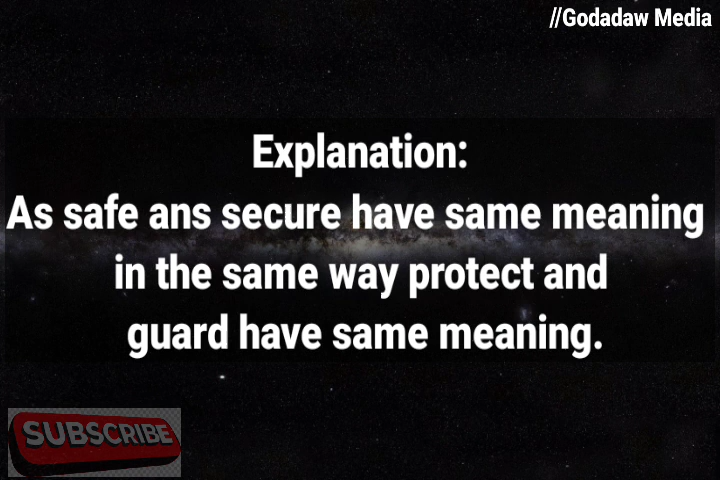 //Godadaw Media
Explanation:
As safe ans secure have same meaning
in the same way protect and
guard have same meaning.
SUBSCRIBE